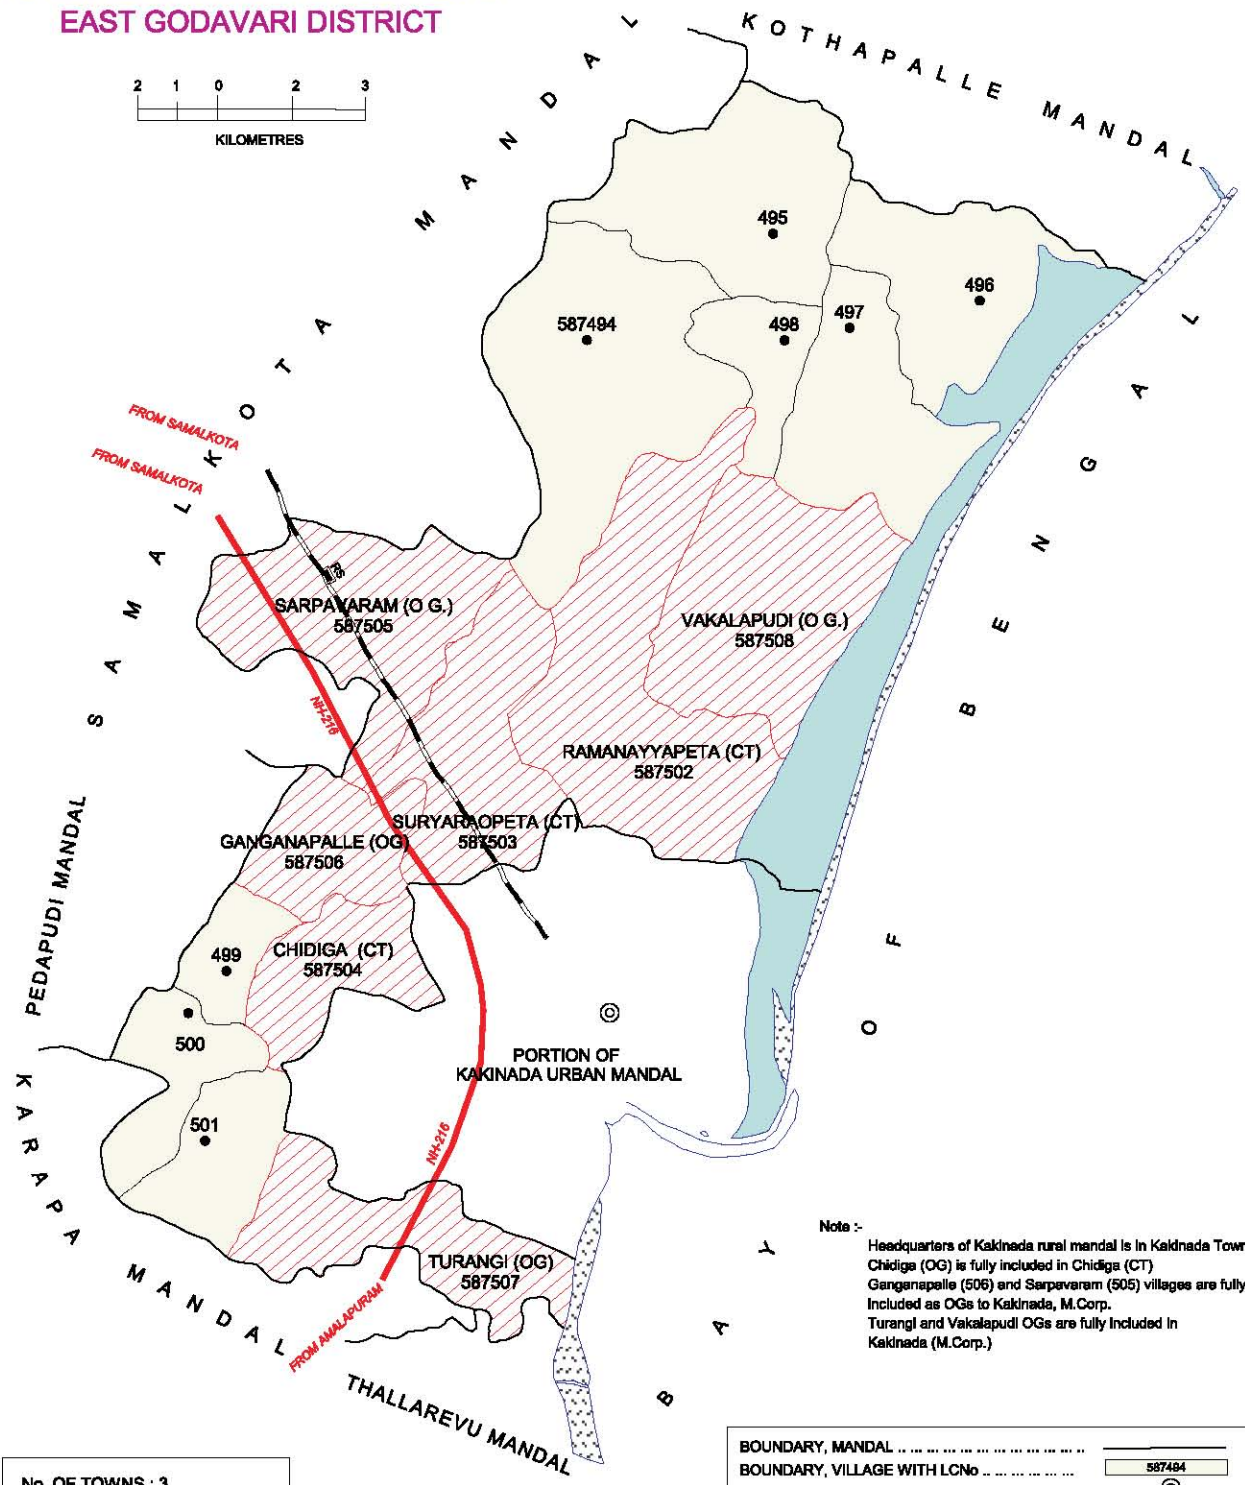 EAST GODAVARI DISTRICT
2 1 0 2 3
KILOMETRES
KOTHAPALLE MANDAL
SAMALKOTA MANDAL
495
496
587494
498
497
FROM SAMALKOTA
FROM SAMALKOTA
RS
SARPAVARAM (O G.)
587505
VAKALAPUDI (O G.)
587508
NH-216
RAMANAYYAPETA (CT)
587502
SURYARAOPETA (CT)
587503
GANGANAPALLE (OG)
587506
PEDAPUDI MANDAL
499
CHIDIGA (CT)
587504
500
C
PORTION OF
KAKINADA URBAN MANDAL
501
NH-216
KARAPA MANDAL
TURANGI (OG)
587507
FROM AMALAPURAM
THALLAREVU MANDAL
BAY OF BENGAL
Note :-
Headquarters of Kakinada rural mandal is in Kakinada Town
Chidiga (OG) is fully included in Chidiga (CT)
Ganganapalle (506) and Sarpavaram (505) villages are fully
included as OGs to Kakinada, M.Corp.
Turangi and Vakalapudi OGs are fully included in
Kakinada (M.Corp.)
No. OF TOWNS : 3
BOUNDARY, MANDAL .. ... ... ... ... ... ... ... ... ... ... ..
BOUNDARY, VILLAGE WITH LCNo .. ... ... ... ... ...
587494